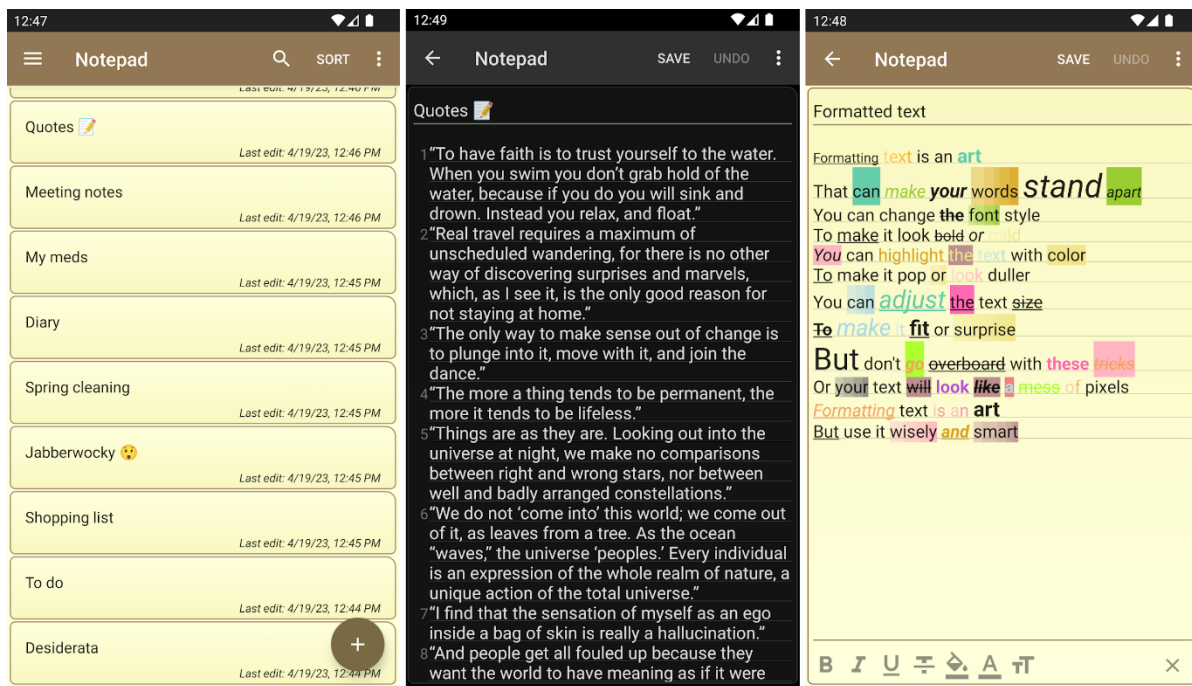 12:47
Notepad
SORT
Last edit: 4/19/23, 12:46 PM
Quotes 📝
Last edit: 4/19/23, 12:46 PM
Meeting notes
Last edit: 4/19/23, 12:46 PM
My meds
Last edit: 4/19/23, 12:45 PM
Diary
Last edit: 4/19/23, 12:45 PM
Spring cleaning
Last edit: 4/19/23, 12:45 PM
Jabberwocky 😲
Last edit: 4/19/23, 12:45 PM
Shopping list
Last edit: 4/19/23, 12:45 PM
To do
Last edit: 4/19/23, 12:44 PM
Desiderata
+
Last edit: 4/19/23, 12:44 PM
12:49
Notepad
SAVE UNDO
Quotes 📝
1 “To have faith is to trust yourself to the water.
When you swim you don’t grab hold of the
water, because if you do you will sink and
drown. Instead you relax, and float.”
2 “Real travel requires a maximum of
unscheduled wandering, for there is no other
way of discovering surprises and marvels,
which, as I see it, is the only good reason for
not staying at home.”
3 “The only way to make sense out of change is
to plunge into it, move with it, and join the
dance.”
4 “The more a thing tends to be permanent, the
more it tends to be lifeless.”
5 “Things are as they are. Looking out into the
universe at night, we make no comparisons
between right and wrong stars, nor between
well and badly arranged constellations.”
6 “We do not ‘come into’ this world; we come out
of it, as leaves from a tree. As the ocean
“waves,” the universe ‘peoples.’ Every individual
is an expression of the whole realm of nature, a
unique action of the total universe.”
7 “I find that the sensation of myself as an ego
inside a bag of skin is really a hallucination.”
8 “And people get all fouled up because they
want the world to have meaning as if it were
12:48
Notepad
SAVE UNDO
Formatted text
Formatting text is an art
That can make your words stand apart
You can change the font style
To make it look bold or mild
You can highlight the text with color
To make it pop or look duller
You can adjust the text size
To make it fit or surprise
But don't go overboard with these tricks
Or your text will look like a mess of pixels
Formatting text is an art
But use it wisely and smart
B I U T A TT